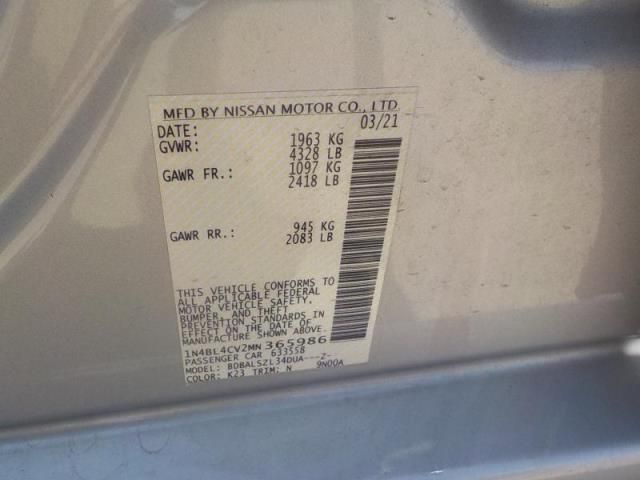 MFD BY NISSAN MOTOR CO., LTD.
DATE: 03/21
GVWR: 1963 KG
4328 LB
GAWR FR.: 1097 KG
2418 LB
GAWR RR.: 945 KG
2083 LB
THIS VEHICLE CONFORMS TO
ALL APPLICABLE FEDERAL
MOTOR VEHICLE SAFETY,
BUMPER, AND THEFT
PREVENTION STANDARDS IN
EFFECT ON THE DATE OF
MANUFACTURE SHOWN ABOVE.
1N4BL4CV2MN365986
PASSENGER CAR 633558
MODEL: BDBALSZL34DUA---Z-
COLOR: K23 TRIM: N 9N00A